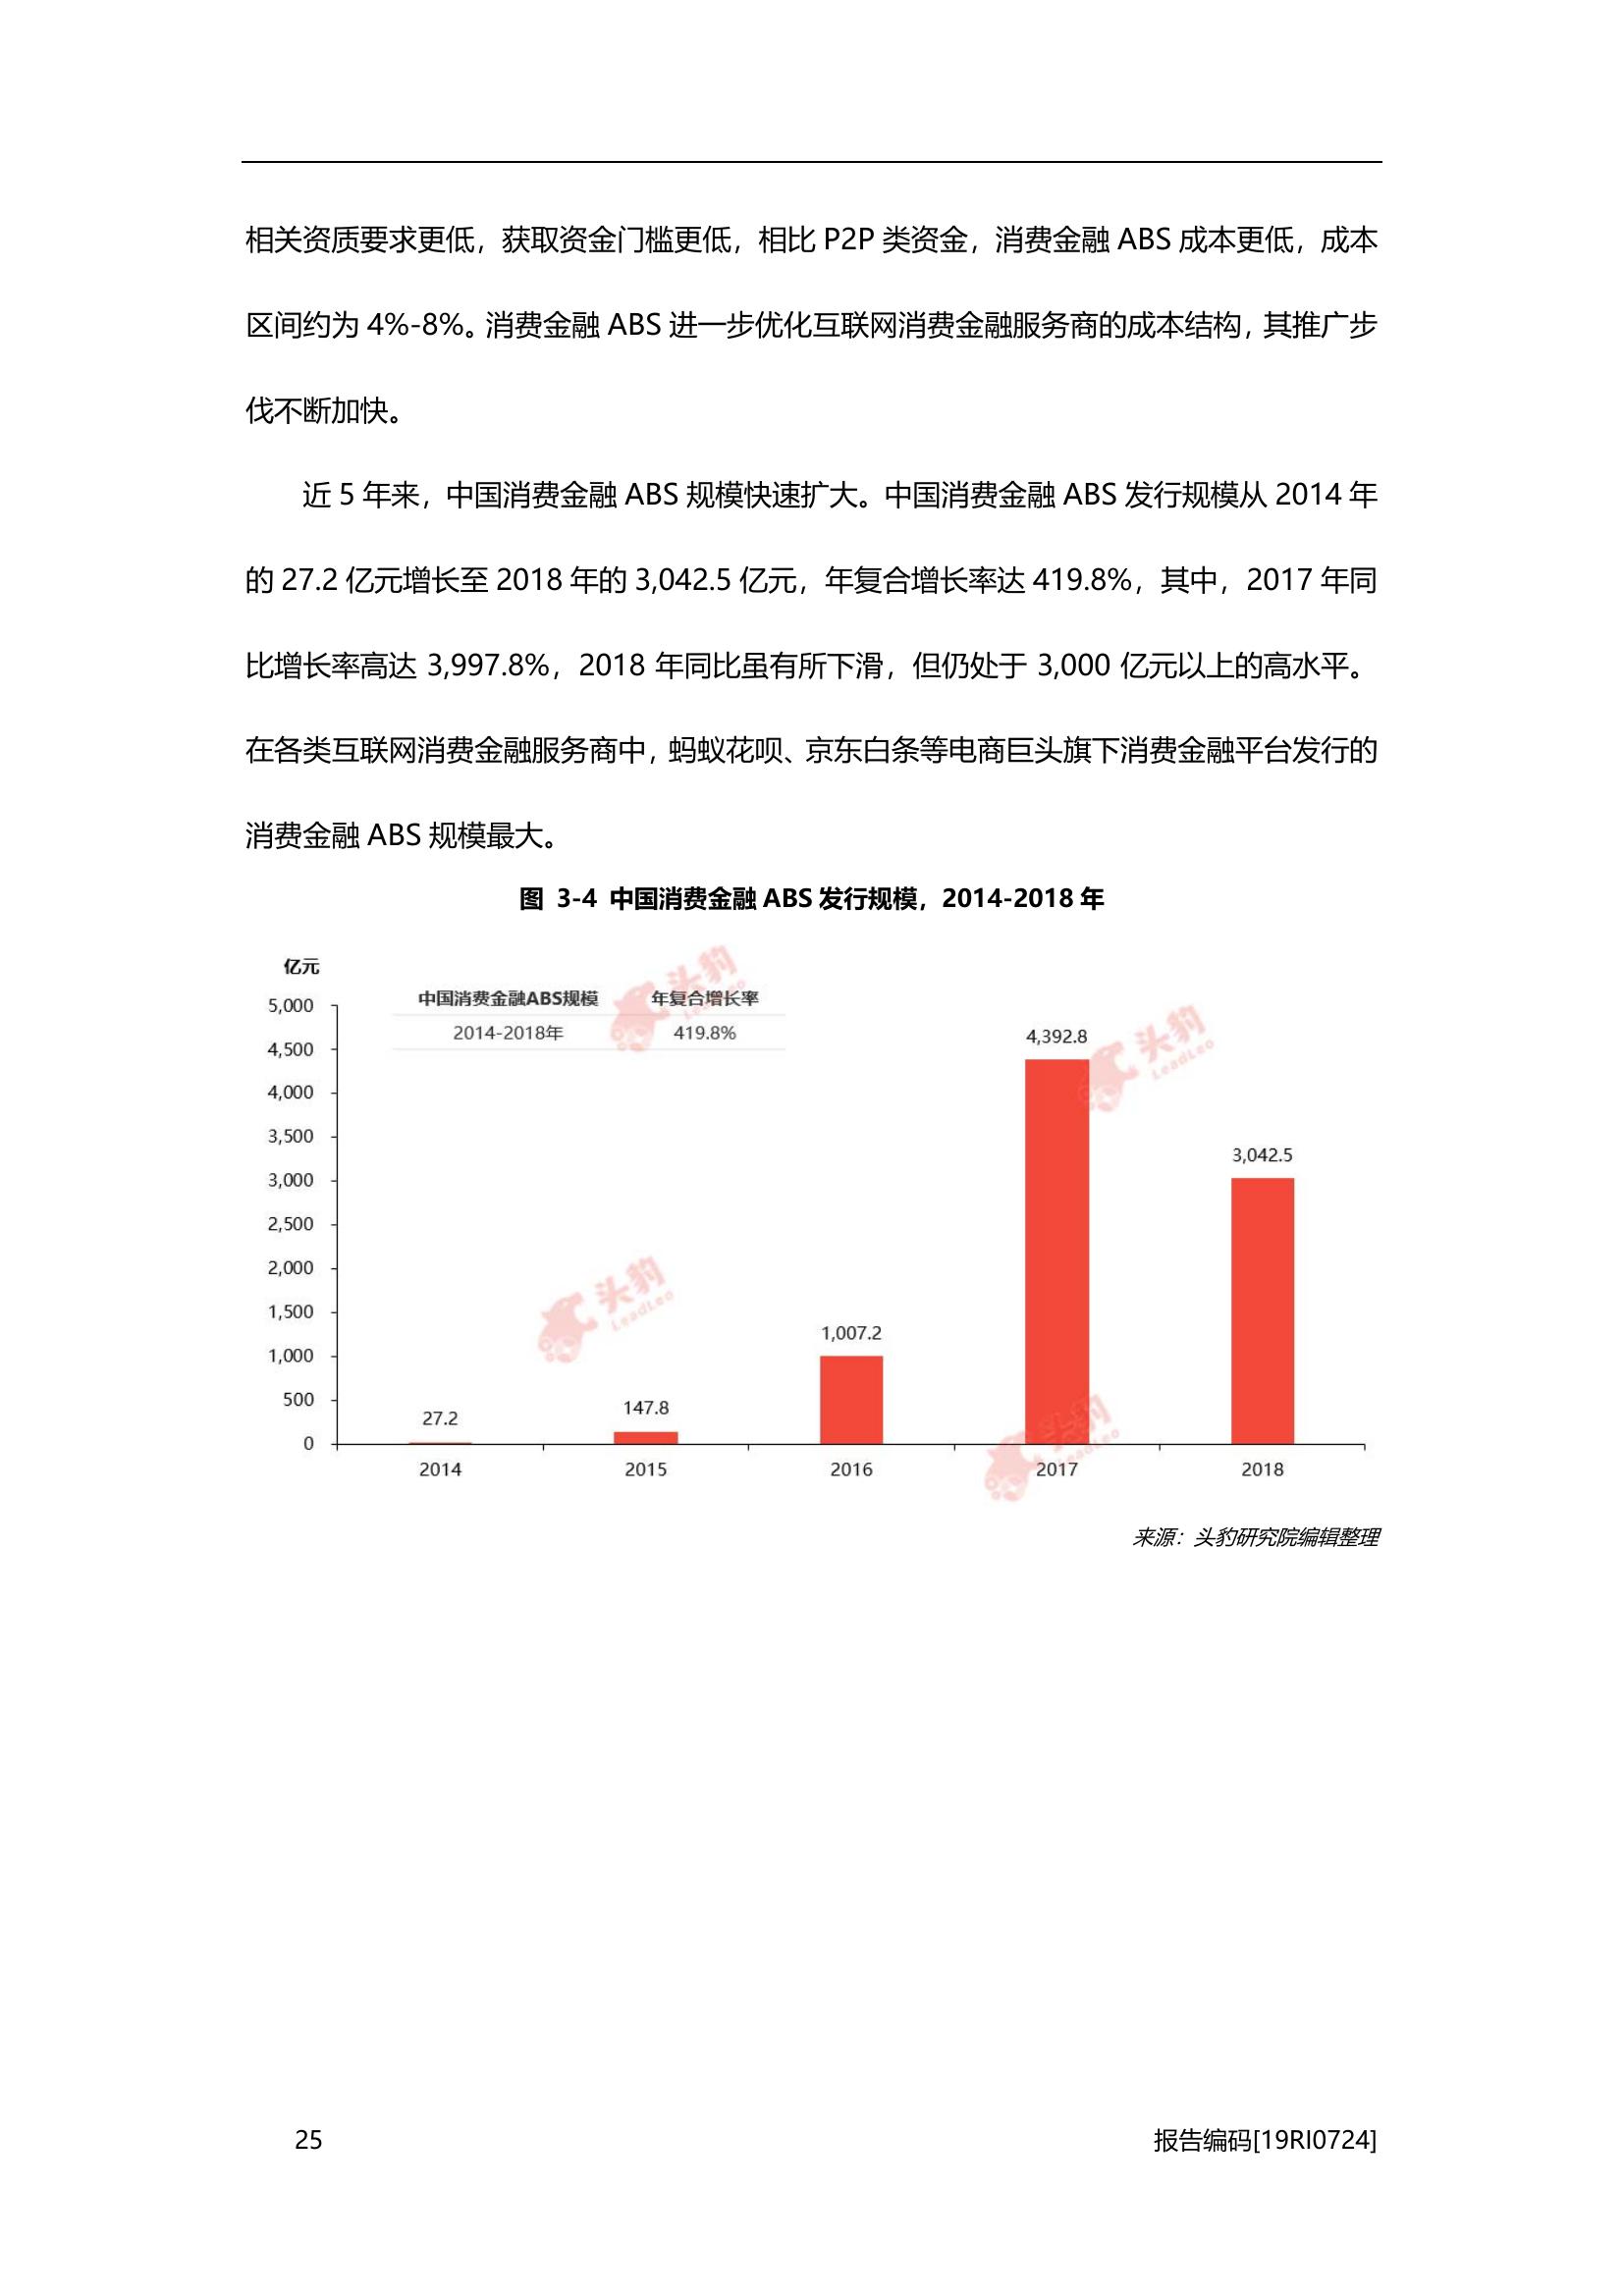 相关资质要求更低，获取资金门槛更低，相比 P2P 类资金，消费金融 ABS 成本更低，成本
区间约为 4%-8%。消费金融 ABS 进一步优化互联网消费金融服务商的成本结构，其推广步
伐不断加快。
近 5 年来，中国消费金融 ABS 规模快速扩大。中国消费金融 ABS 发行规模从 2014 年
的 27.2 亿元增长至 2018 年的 3,042.5 亿元，年复合增长率达 419.8%，其中，2017 年同
比增长率高达 3,997.8%，2018 年同比虽有所下滑，但仍处于 3,000 亿元以上的高水平。
在各类互联网消费金融服务商中，蚂蚁花呗、京东白条等电商巨头旗下消费金融平台发行的
消费金融 ABS 规模最大。
图 3-4 中国消费金融 ABS 发行规模，2014-2018 年
亿元
中国消费金融ABS规模 年复合增长率
2014-2018年 419.8%
5,000
4,500
4,000
3,500
3,000
2,500
2,000
1,500
1,000
500
0
27.2
147.8
1,007.2
4,392.8
3,042.5
2014 2015 2016 2017 2018
头豹
LeadLeo
头豹
LeadLeo
头豹
LeadLeo
头豹
LeadLeo
来源：头豹研究院编辑整理
25 报告编码[19RI0724]